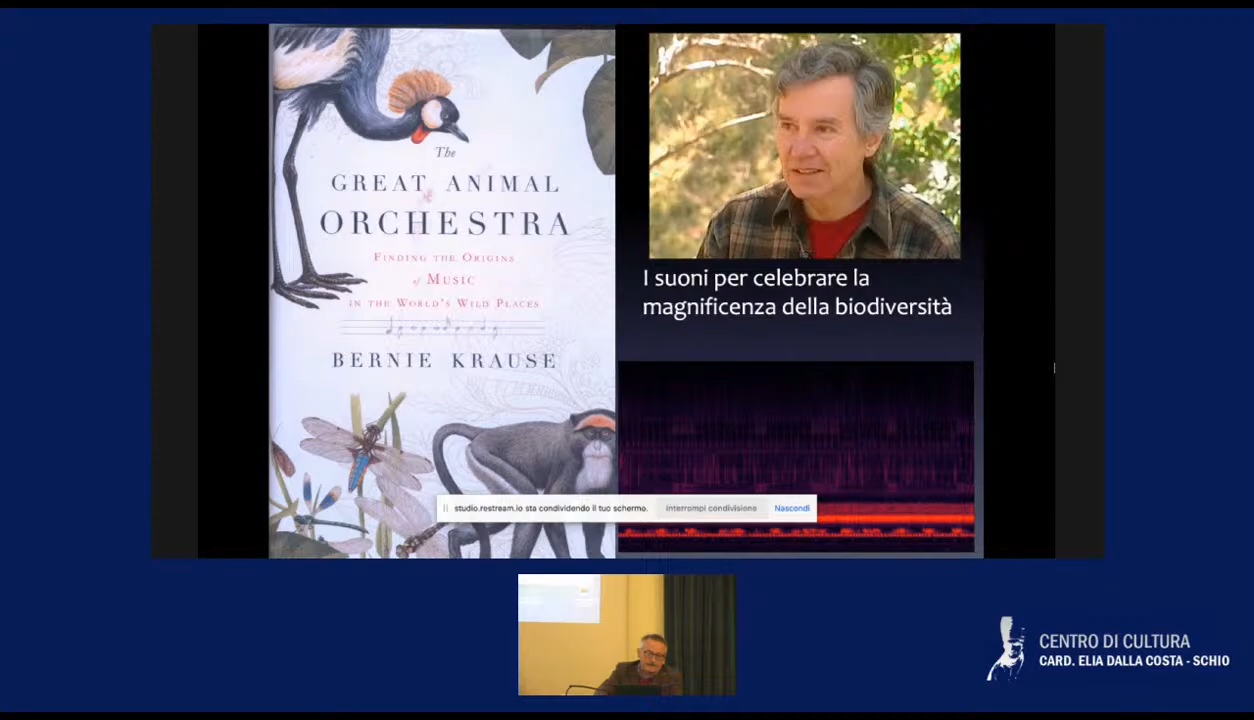 The
GREAT ANIMAL
ORCHESTRA
FINDING THE ORIGINS
of MUSIC
IN THE WORLD'S WILD PLACES
BERNIE KRAUSE
I suoni per celebrare la
magnificenza della biodiversità
studio.restream.io sta condividendo il tuo schermo. Interrompi condivisione Nascondi
CENTRO DI CULTURA
CARD. ELIA DALLA COSTA - SCHIO